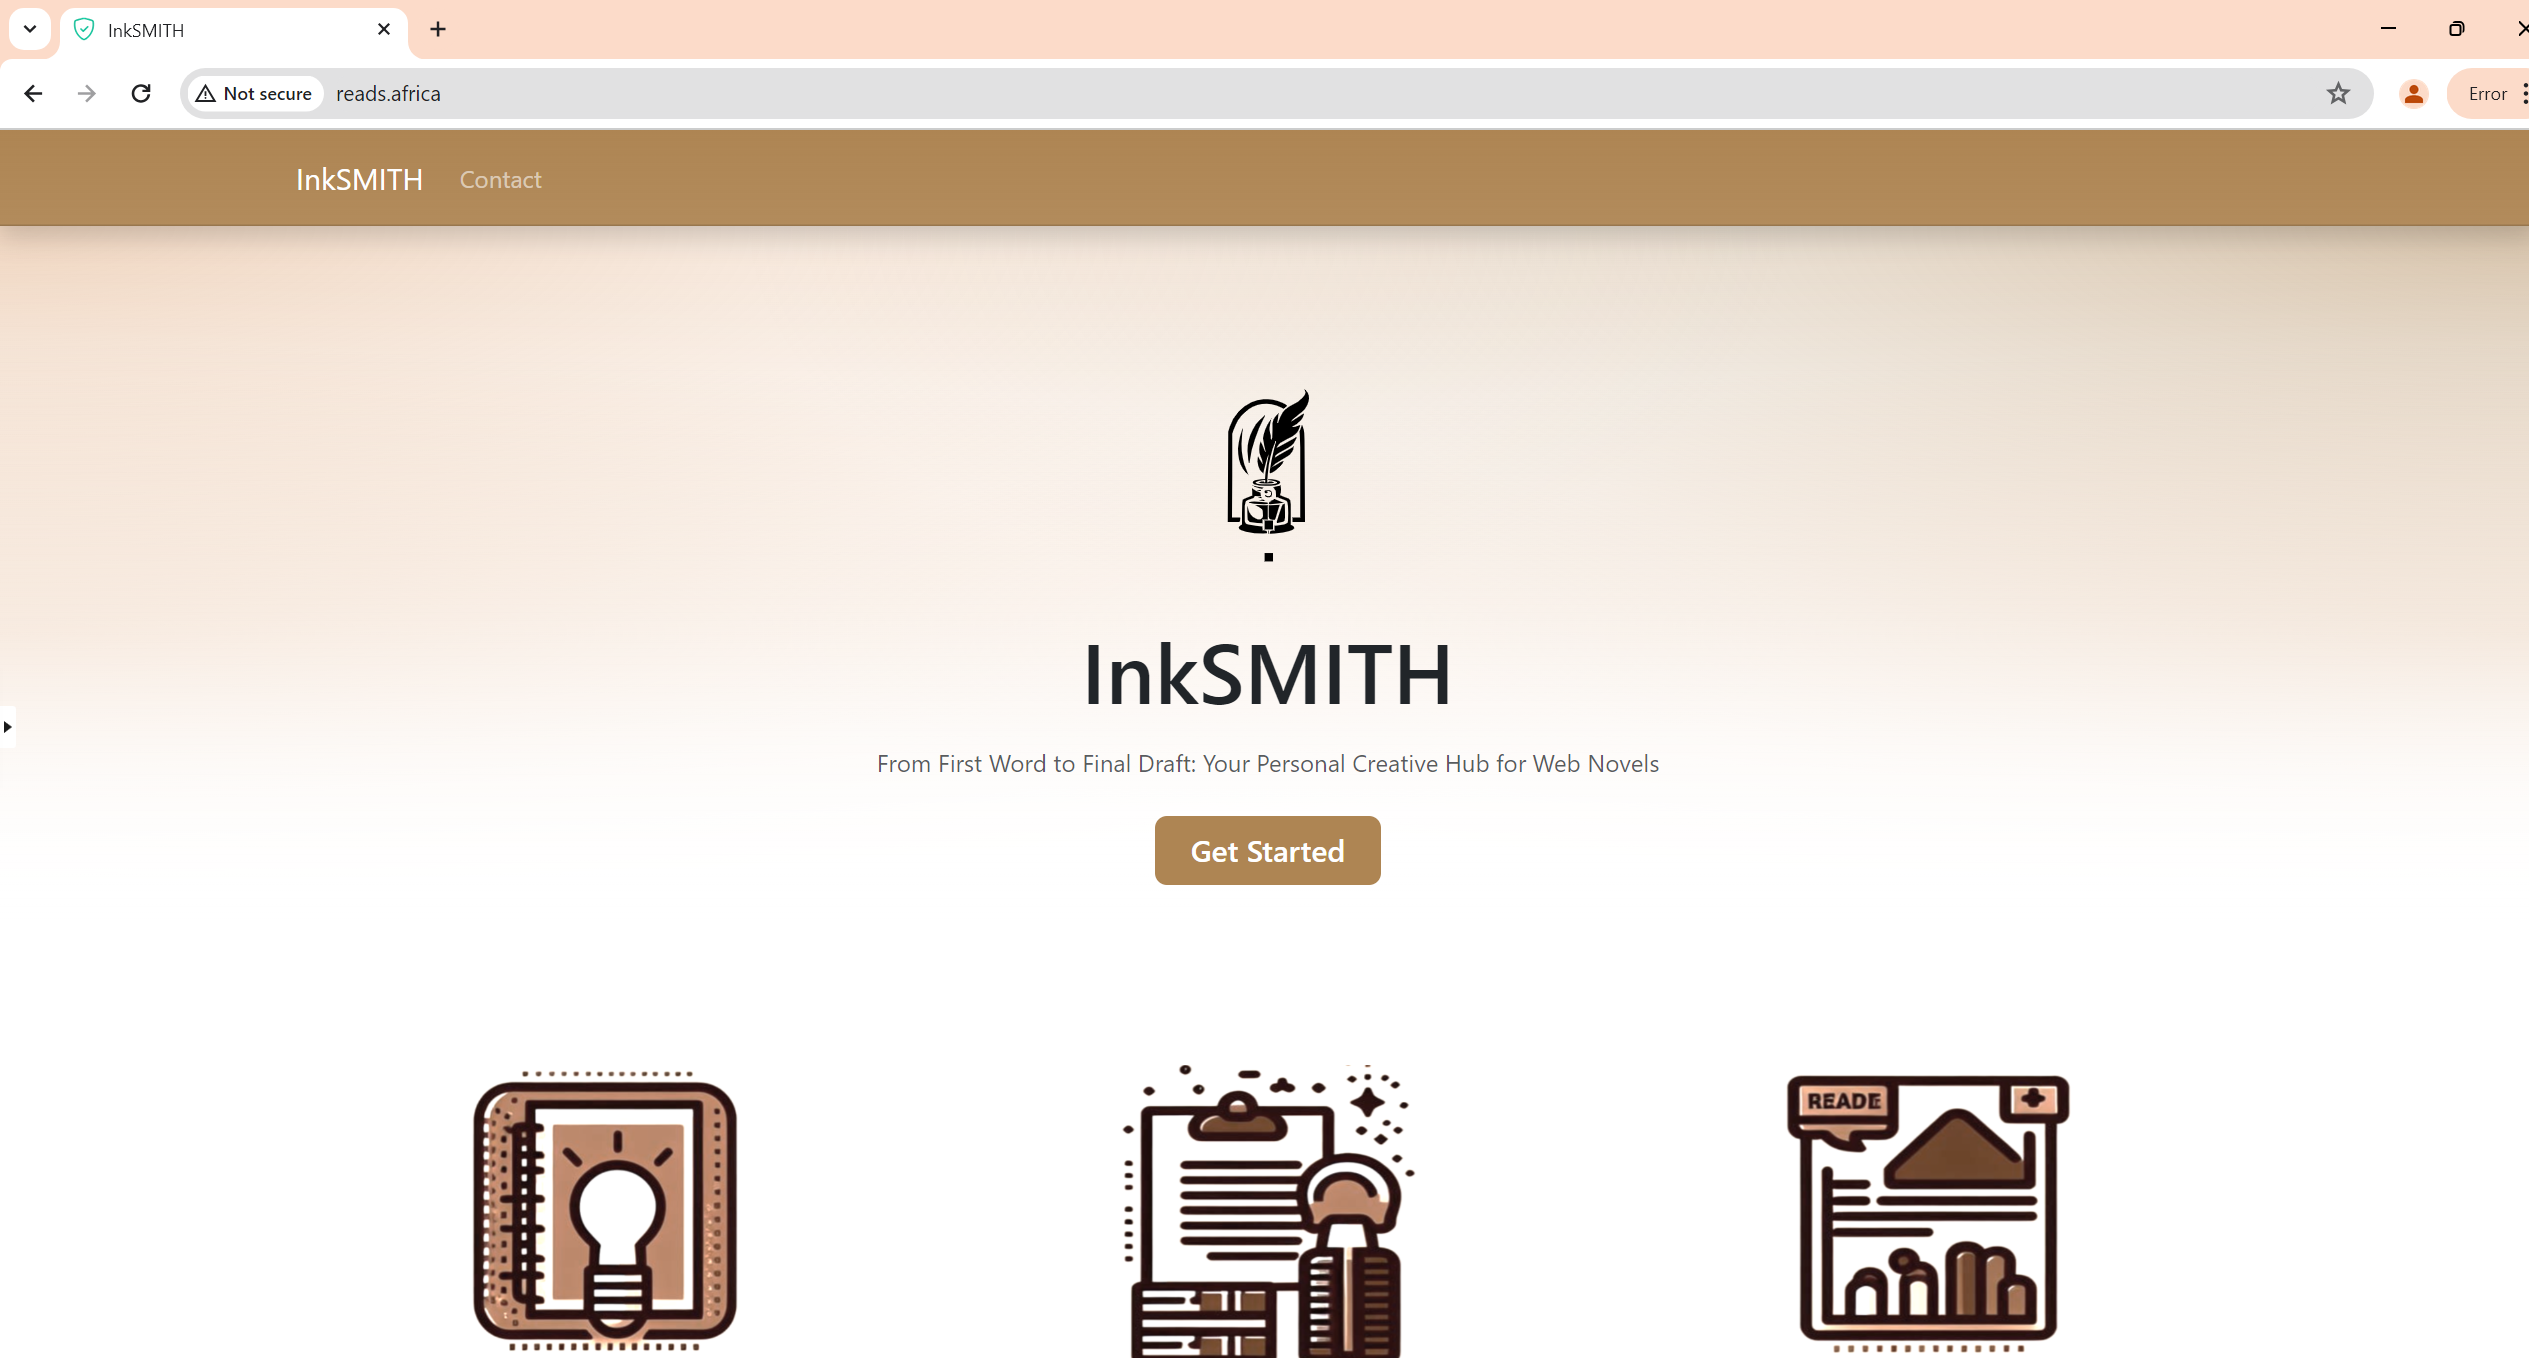 InkSMITH
Not secure reads.africa Error
InkSMITH Contact
InkSMITH
From First Word to Final Draft: Your Personal Creative Hub for Web Novels
Get Started
READE